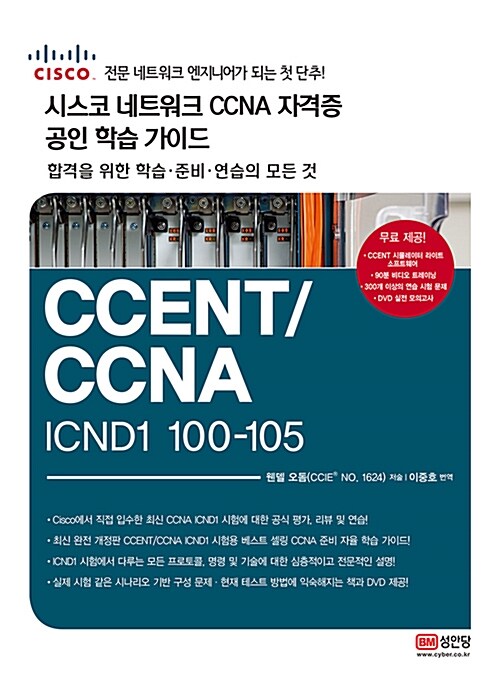 CISCO™ 전문 네트워크 엔지니어가 되는 첫 단추!
시스코 네트워크 CCNA 자격증
공인 학습 가이드
합격을 위한 학습·준비·연습의 모든 것
무료 제공!
• CCENT 시뮬레이터 라이트
소프트웨어
• 90분 비디오 트레이닝
• 300개 이상의 연습 시험 문제
• DVD 실전 모의고사
CCENT/
CCNA
ICND1 100-105
웬델 오돔(CCIE® NO. 1624) 저술 | 이중호 번역
• Cisco에서 직접 입수한 최신 CCNA ICND1 시험에 대한 공식 평가, 리뷰 및 연습!
• 최신 완전 개정판 CCENT/CCNA ICND1 시험용 베스트 셀링 CCNA 준비 자율 학습 가이드!
• ICND1 시험에서 다루는 모든 프로토콜, 명령 및 기술에 대한 심층적이고 전문적인 설명!
• 실제 시험 같은 시나리오 기반 구성 문제·현재 테스트 방법에 익숙해지는 책과 DVD 제공!
BM 성안당
www.cyber.co.kr